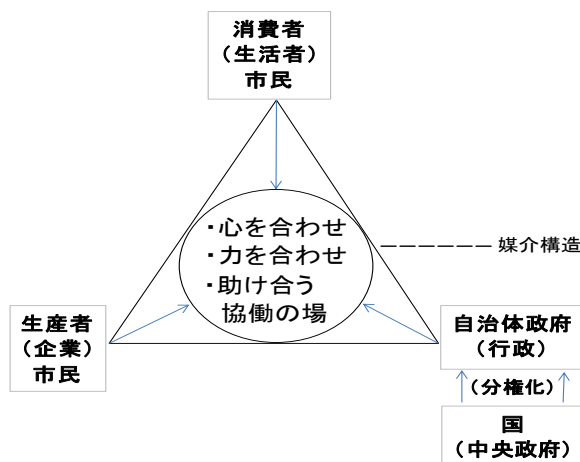 消費者
（生活者）
市民
・心を合わせ
・力を合わせ
・助け合う
協働の場
媒介構造
生産者
（企業）
市民
自治体政府
（行政）
（分権化）
国
（中央政府）